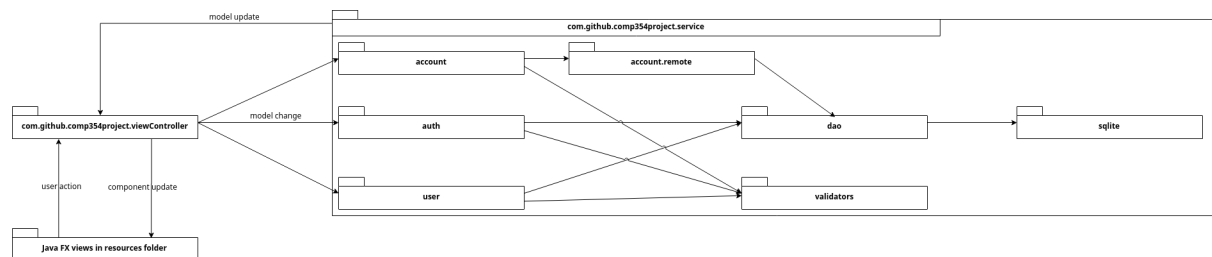 model update
com.github.comp354project.service
account
account.remote
model change
com.github.comp354project.viewController
auth
dao
sqlite
user action
component update
user
validators
Java FX views in resources folder